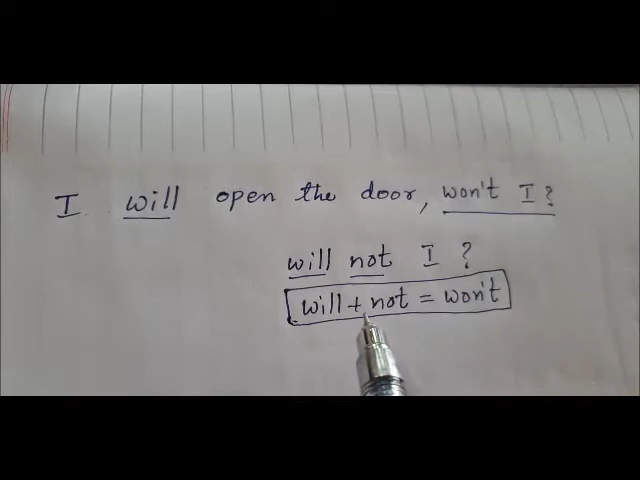 I will open the door, won't I?
will not I?
will + not = won't